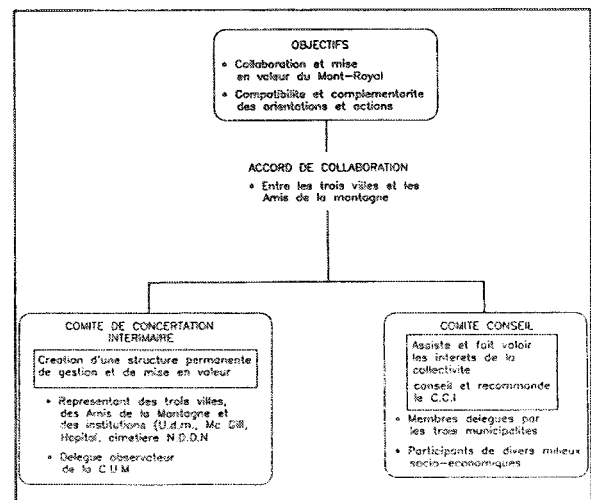 OBJECTIFS
• Collaboration et mise
en valeur du Mont-Royal
• Compatibilite et complementarite
des orientations et actions
ACCORD DE COLLABORATION
• Entre les trois villes et les
Amis de la montagne
COMITE DE CONCERTATION
INTERIMAIRE
Creation d'une structure permanente
de gestion et de mise en valeur
• Representant des trois villes,
des Amis de la Montagne et
des institutions (U.d.m., Mc Gill,
Hopital, cimetiere N.D.D.N
• Delegue observateur
de la C.U.M
COMITE CONSEIL
Assiste et fait valoir
les interets de la
collectivite
conseil et recommande
le C.C.I
• Membres delegues par
les trois municipalites
• Participants de divers milieux
socio-economiques